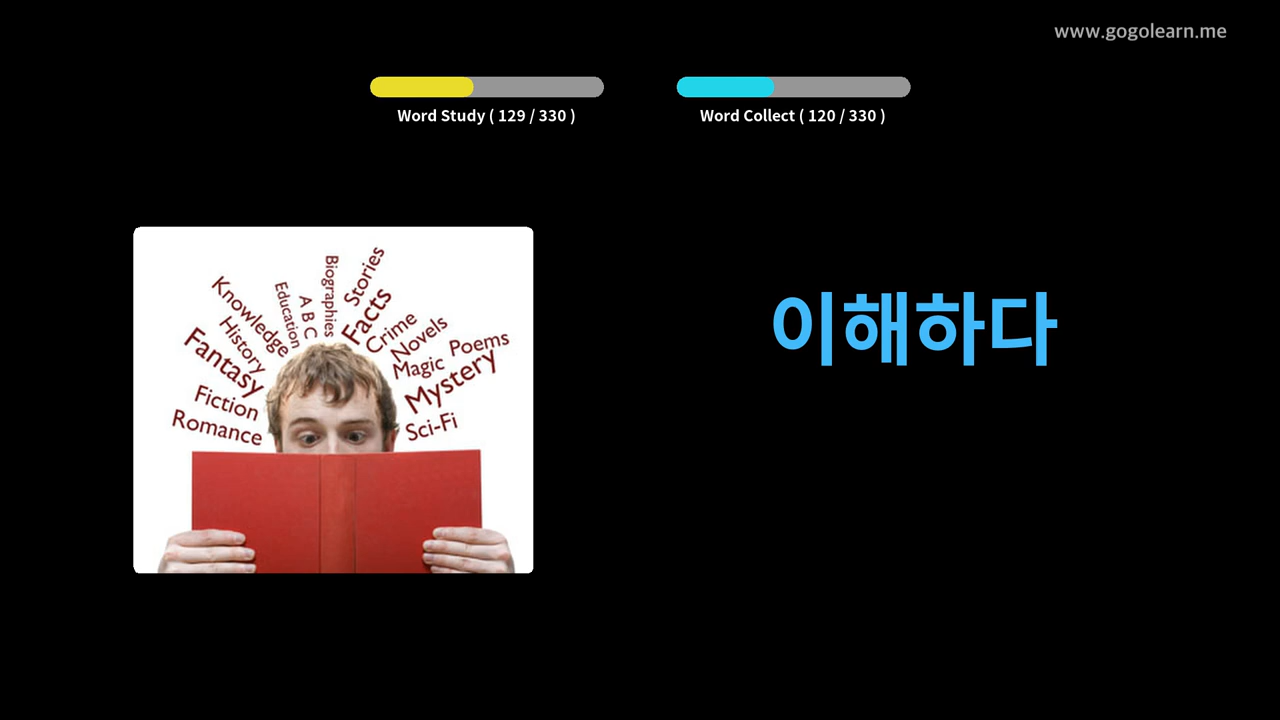 www.gogolearn.me
Word Study ( 129 / 330 )
Word Collect ( 120 / 330 )
Biographies
Stories
Knowledge
Education
A B C
Facts
History
Crime
Novels
Fantasy
Magic
Poems
Mystery
Fiction
Romance
Sci-Fi
이해하다